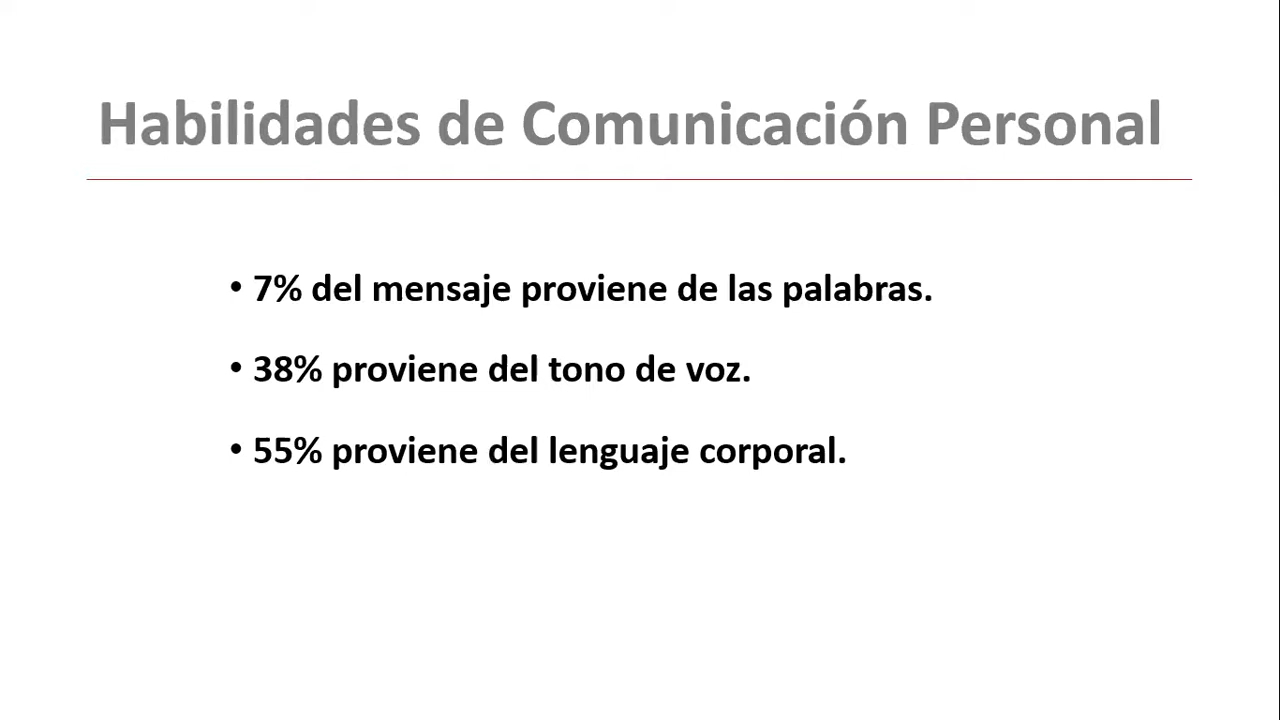 Habilidades de Comunicación Personal
• 7% del mensaje proviene de las palabras.
• 38% proviene del tono de voz.
• 55% proviene del lenguaje corporal.